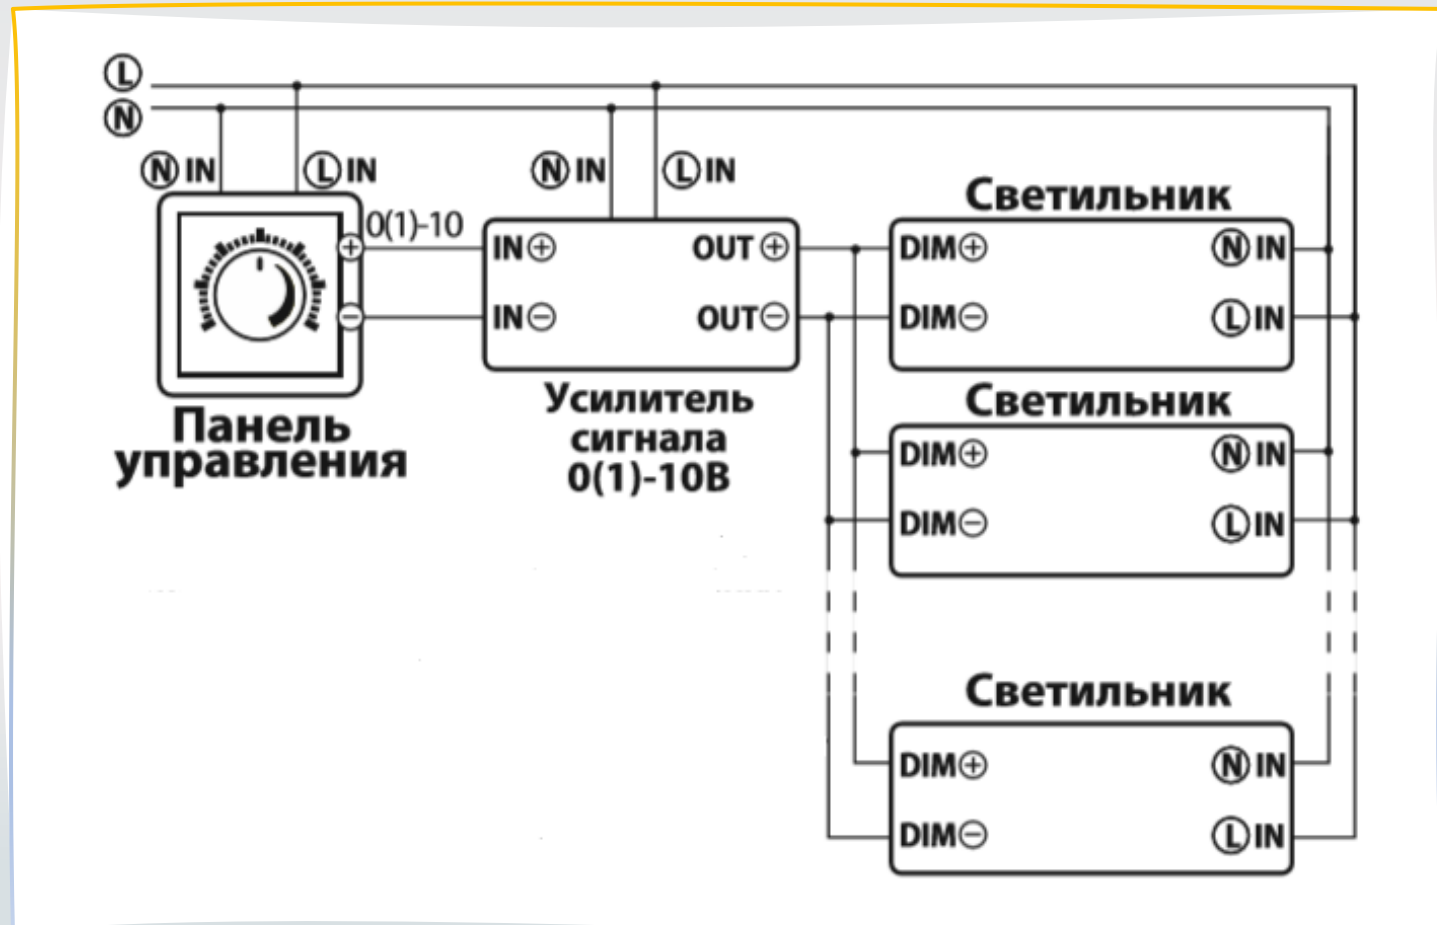 L
N
N IN
L IN
N IN
L IN
0(1)-10
Панель
управления
IN+
IN−
OUT+
OUT−
Усилитель
сигнала
0(1)-10В
Светильник
DIM+
N IN
DIM−
L IN
Светильник
DIM+
N IN
DIM−
L IN
Светильник
DIM+
N IN
DIM−
L IN